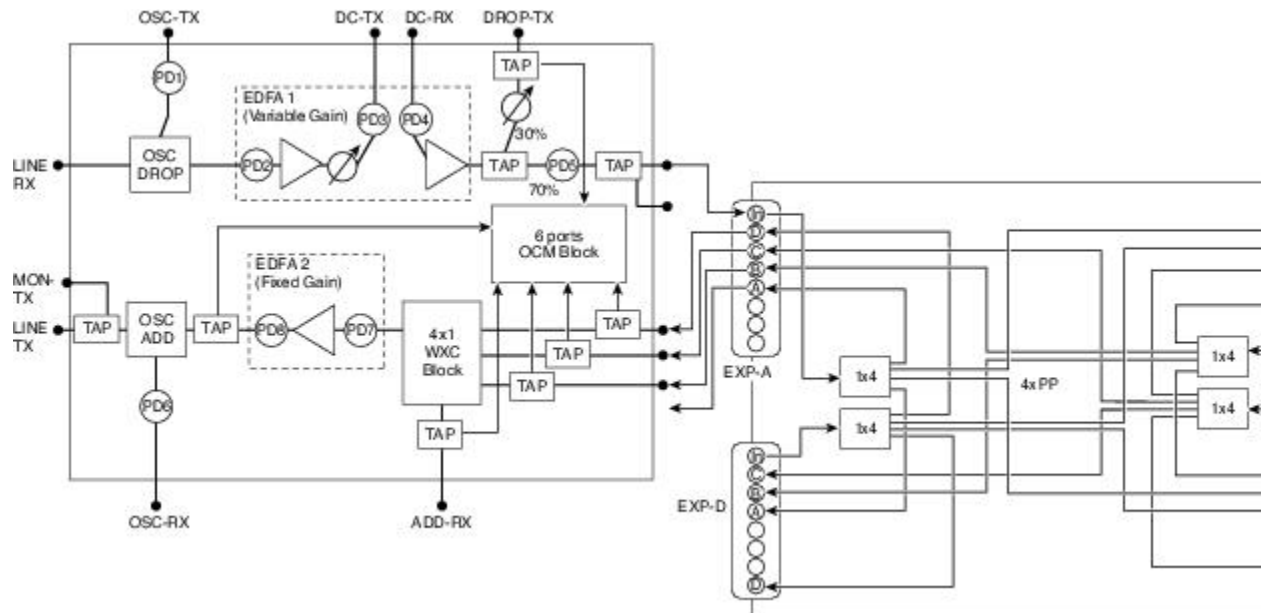 OSC-TX
DC-TX
DC-RX
DROP-TX
TAP
PD1
EDFA 1
(Variable Gain)
PD3
PD4
30%
LINE
RX
OSC
DROP
PD2
TAP
PD5
TAP
70%
6 ports
OCM Block
In
D
C
B
A
EXP-A
MON-
TX
EDFA 2
(Fixed Gain)
LINE
TX
TAP
OSC
ADD
TAP
PD8
PD7
4x1
WXC
Block
TAP
TAP
TAP
TAP
PD6
1x4
1x4
4xPP
1x4
1x4
EXP-D
In
C
B
A
D
OSC-RX
ADD-RX